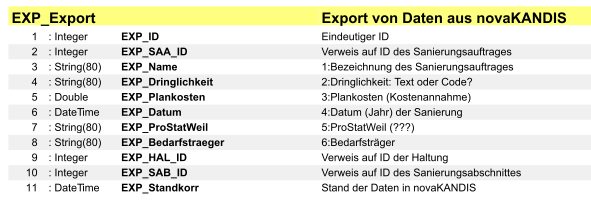 EXP_Export Export von Daten aus novaKANDIS
1 : Integer EXP_ID Eindeutiger ID
2 : Integer EXP_SAA_ID Verweis auf ID des Sanierungsauftrages
3 : String(80) EXP_Name 1:Bezeichnung des Sanierungsauftrages
4 : String(80) EXP_Dringlichkeit 2:Dringlichkeit: Text oder Code?
5 : Double EXP_Plankosten 3:Plankosten (Kostenannahme)
6 : DateTime EXP_Datum 4:Datum (Jahr) der Sanierung
7 : String(80) EXP_ProStatWeil 5:ProStatWeil (???)
8 : String(80) EXP_Bedarfstraeger 6:Bedarfsträger
9 : Integer EXP_HAL_ID Verweis auf ID der Haltung
10 : Integer EXP_SAB_ID Verweis auf ID des Sanierungsabschnittes
11 : DateTime EXP_Standkorr Stand der Daten in novaKANDIS